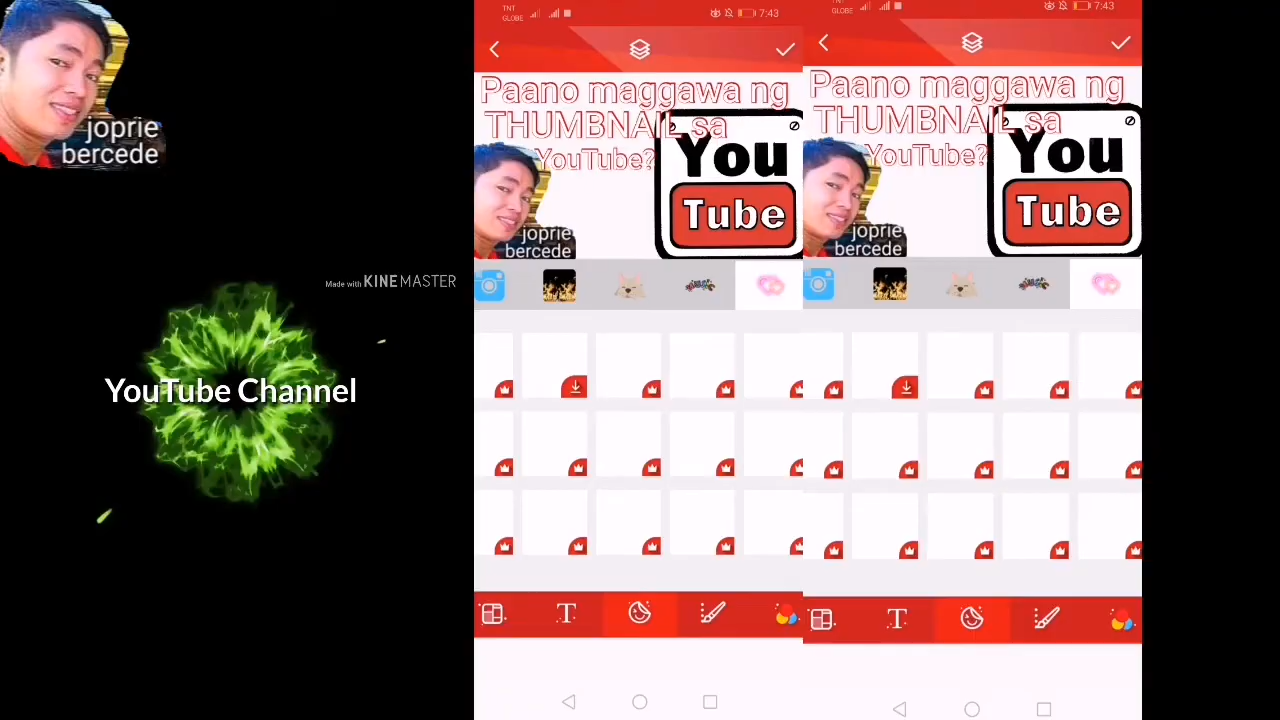 joprie
bercede
Made with KINEMASTER
YouTube Channel
TNT
GLOBE
7:43
Paano maggawa ng
THUMBNAIL sa
YouTube?
You
Tube
joprie
bercede
TNT
GLOBE
7:43
Paano maggawa ng
THUMBNAIL sa
YouTube?
You
Tube
joprie
bercede